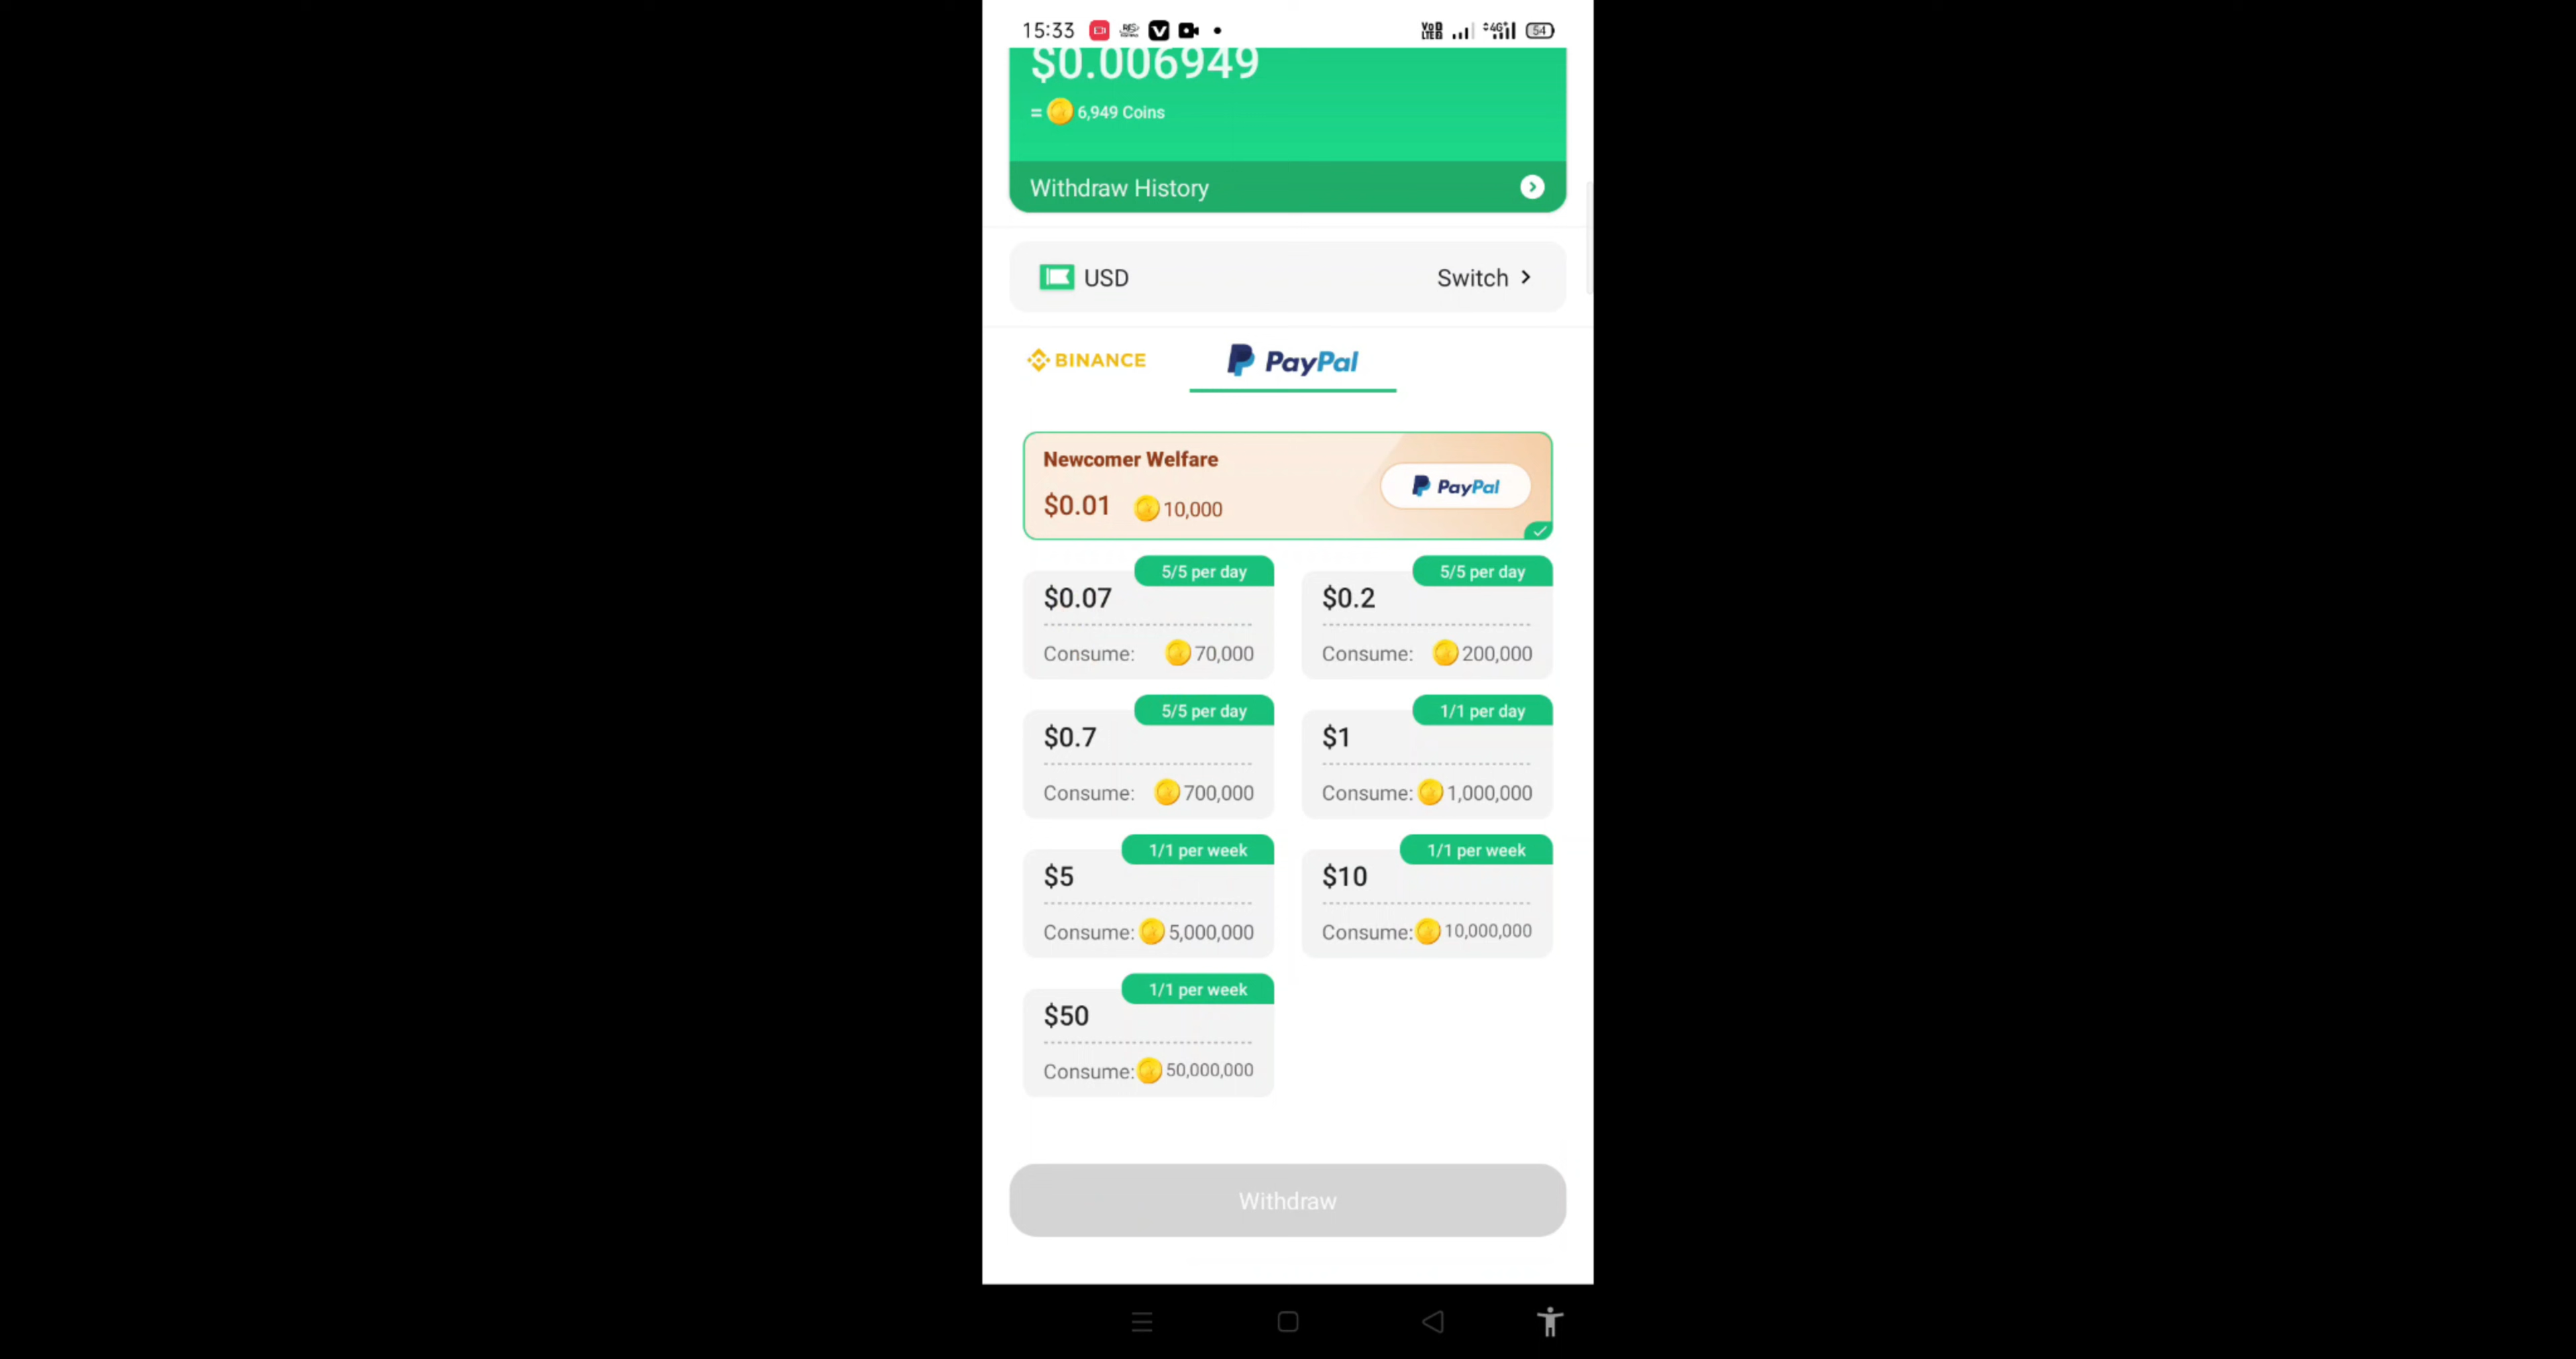 15:33 54
$0.006949
= 6,949 Coins
Withdraw History
USD Switch
BINANCE PayPal
Newcomer Welfare
$0.01 10,000 PayPal
5/5 per day 5/5 per day
$0.07 $0.2
Consume: 70,000 Consume: 200,000
5/5 per day 1/1 per day
$0.7 $1
Consume: 700,000 Consume: 1,000,000
1/1 per week 1/1 per week
$5 $10
Consume: 5,000,000 Consume: 10,000,000
1/1 per week
$50
Consume: 50,000,000
Withdraw